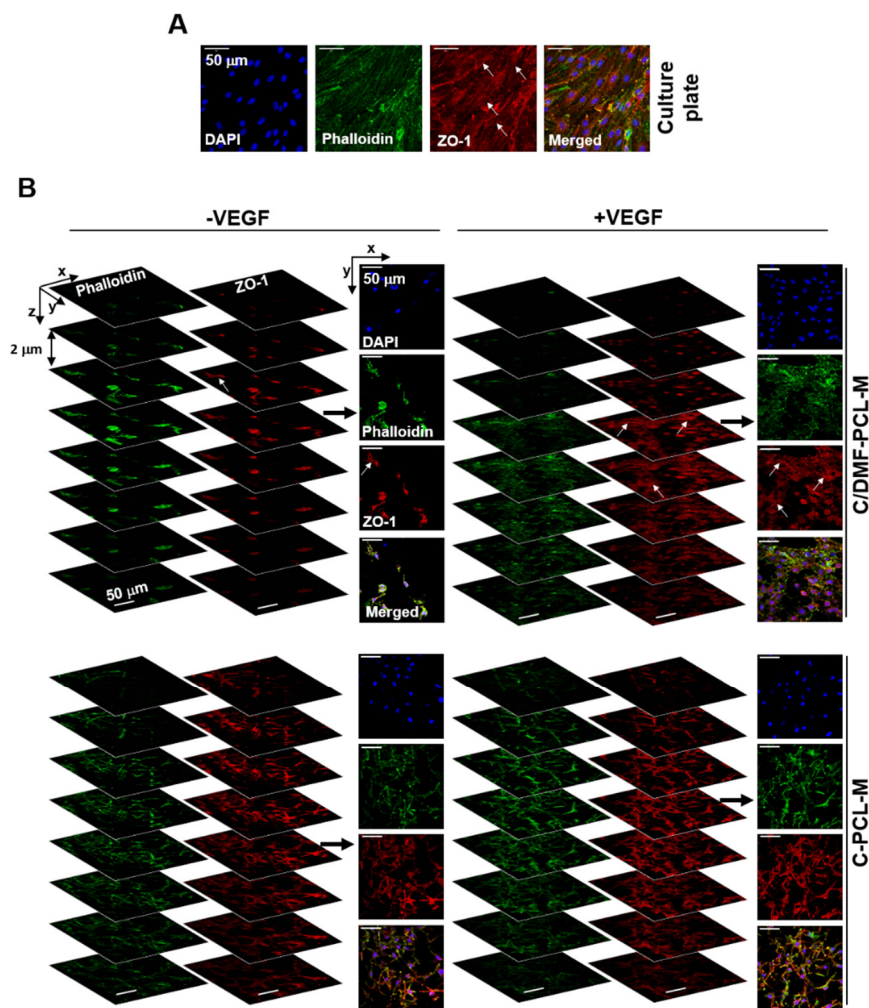 A
50 μm
DAPI
Phalloidin
ZO-1
Merged
Culture
plate
B
-VEGF
+VEGF
x
y
z
Phalloidin
ZO-1
2 μm
x
y
50 μm
DAPI
Phalloidin
ZO-1
Merged
50 μm
C/DMF-PCL-M
C-PCL-M